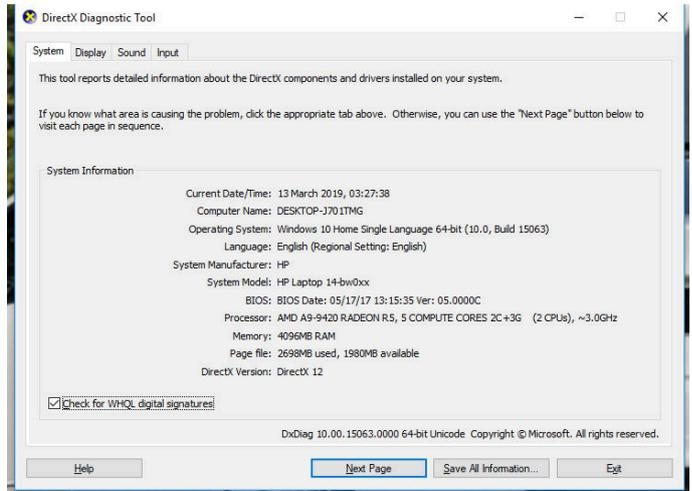 DirectX Diagnostic Tool
System Display Sound Input
This tool reports detailed information about the DirectX components and drivers installed on your system.
If you know what area is causing the problem, click the appropriate tab above. Otherwise, you can use the "Next Page" button below to
visit each page in sequence.
System Information
Current Date/Time: 13 March 2019, 03:27:38
Computer Name: DESKTOP-J701TMG
Operating System: Windows 10 Home Single Language 64-bit (10.0, Build 15063)
Language: English (Regional Setting: English)
System Manufacturer: HP
System Model: HP Laptop 14-bw0xx
BIOS: BIOS Date: 05/17/17 13:15:35 Ver: 05.0000C
Processor: AMD A9-9420 RADEON R5, 5 COMPUTE CORES 2C+3G (2 CPUs), ~3.0GHz
Memory: 4096MB RAM
Page file: 2698MB used, 1980MB available
DirectX Version: DirectX 12
Check for WHQL digital signatures
DxDiag 10.00.15063.0000 64-bit Unicode Copyright © Microsoft. All rights reserved.
Help Next Page Save All Information... Exit